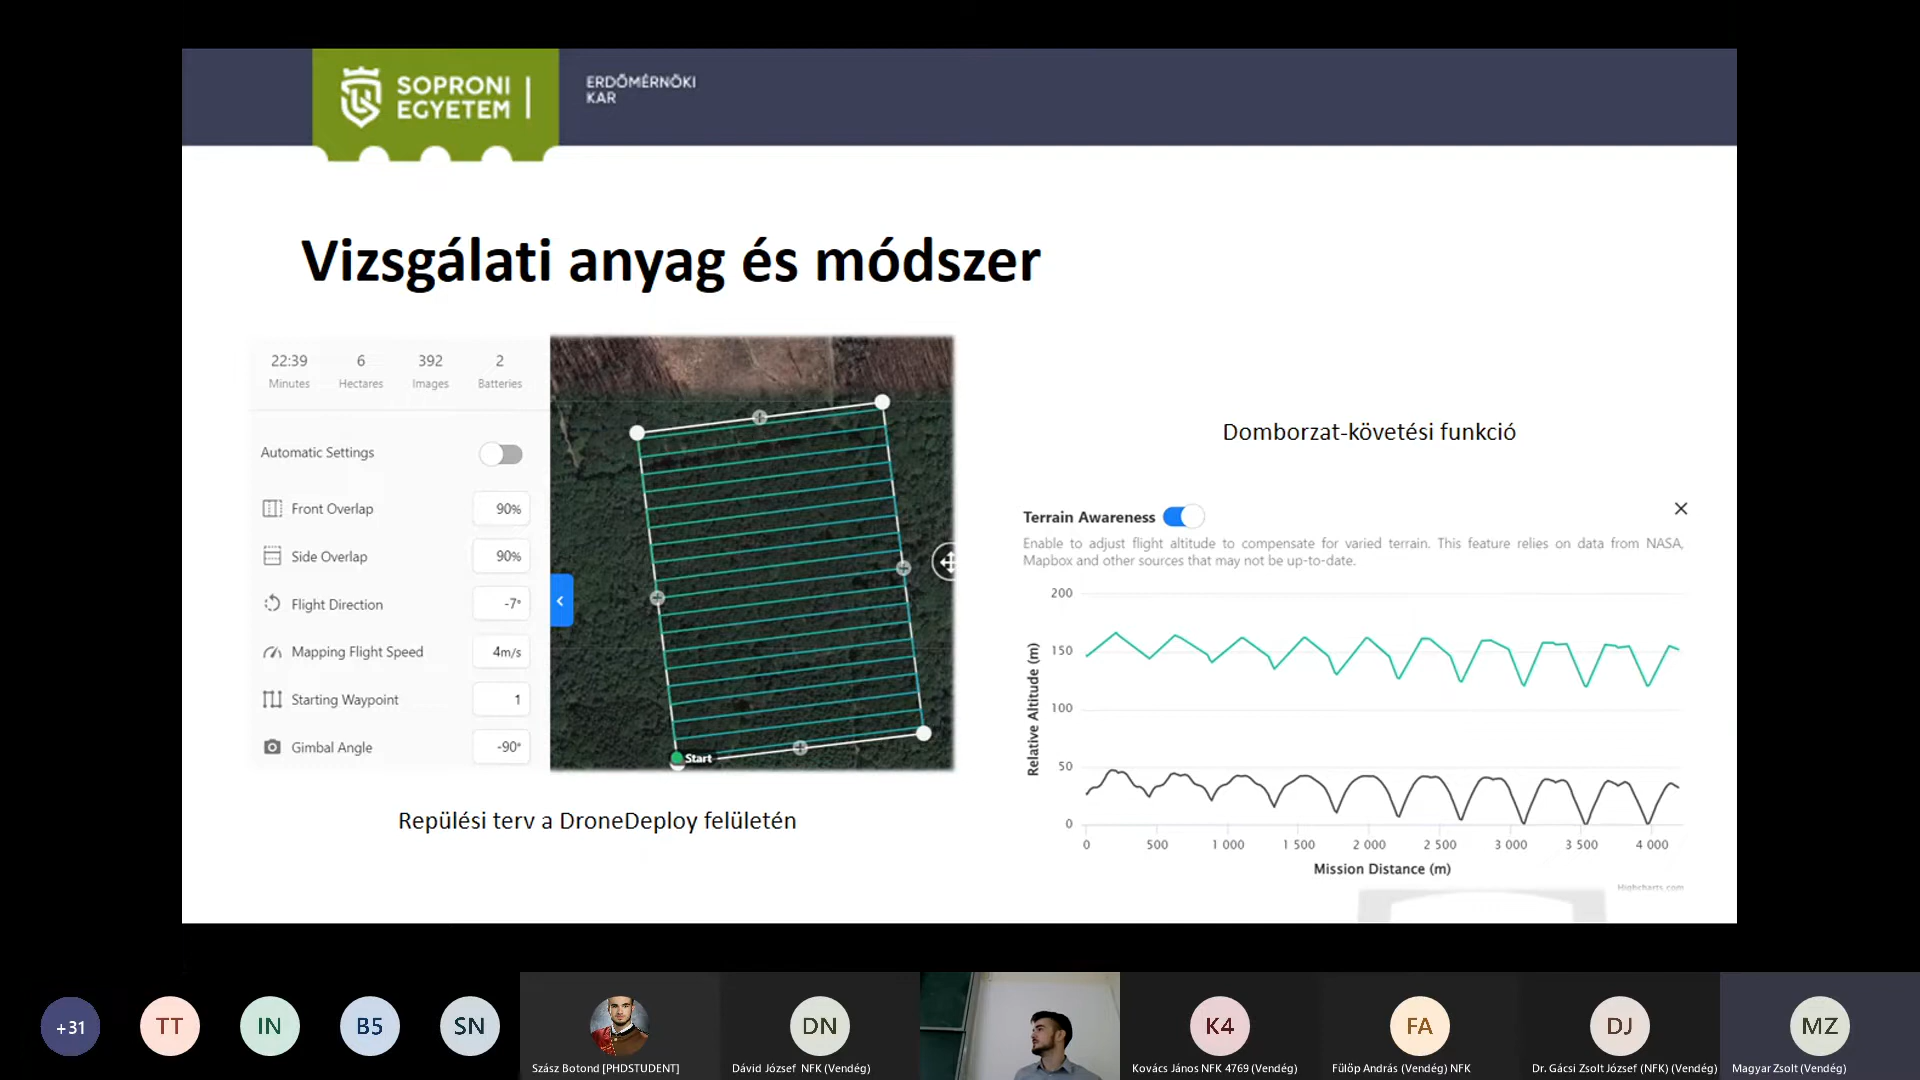 SOPRONI
EGYETEM
ERDŐMÉRNÖKI
KAR
Vizsgálati anyag és módszer
22:39 6 392 2
Minutes Hectares Images Batteries
Automatic Settings
Front Overlap 90%
Side Overlap 90%
Flight Direction -7°
Mapping Flight Speed 4m/s
Starting Waypoint 1
Gimbal Angle -90°
Start
Repülési terv a DroneDeploy felületén
Domborzat-követési funkció
Terrain Awareness
Enable to adjust flight altitude to compensate for varied terrain. This feature relies on data from NASA,
Mapbox and other sources that may not be up-to-date.
Relative Altitude (m)
200
150
100
50
0
0 500 1 000 1 500 2 000 2 500 3 000 3 500 4 000
Mission Distance (m)
Highcharts.com
+31 TT IN B5 SN DN K4 FA DJ MZ
Szász Botond [PHDSTUDENT] Dávid József NFK (Vendég) Kovács János NFK 4769 (Vendég) Fülöp András (Vendég) NFK Dr. Gácsi Zsolt József (NFK) (Vendég) Magyar Zsolt (Vendég)